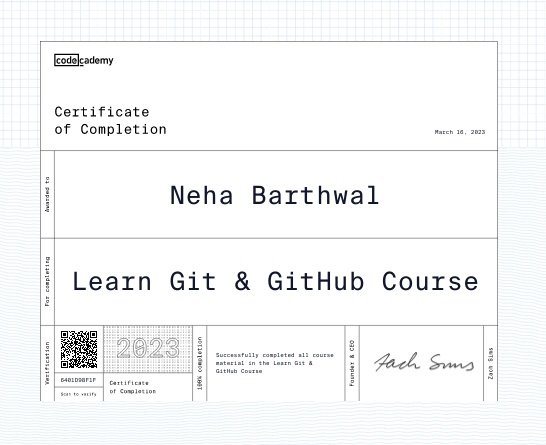 codecademy
Certificate
of Completion
March 16, 2023
Awarded to
Neha Barthwal
For completing
Learn Git & GitHub Course
Verification
6401D98F1F
Scan to verify
2023
Certificate
of Completion
100% completion
Successfully completed all course
material in the Learn Git &
GitHub Course
Founder & CEO
Zach Sims
Zach Sims